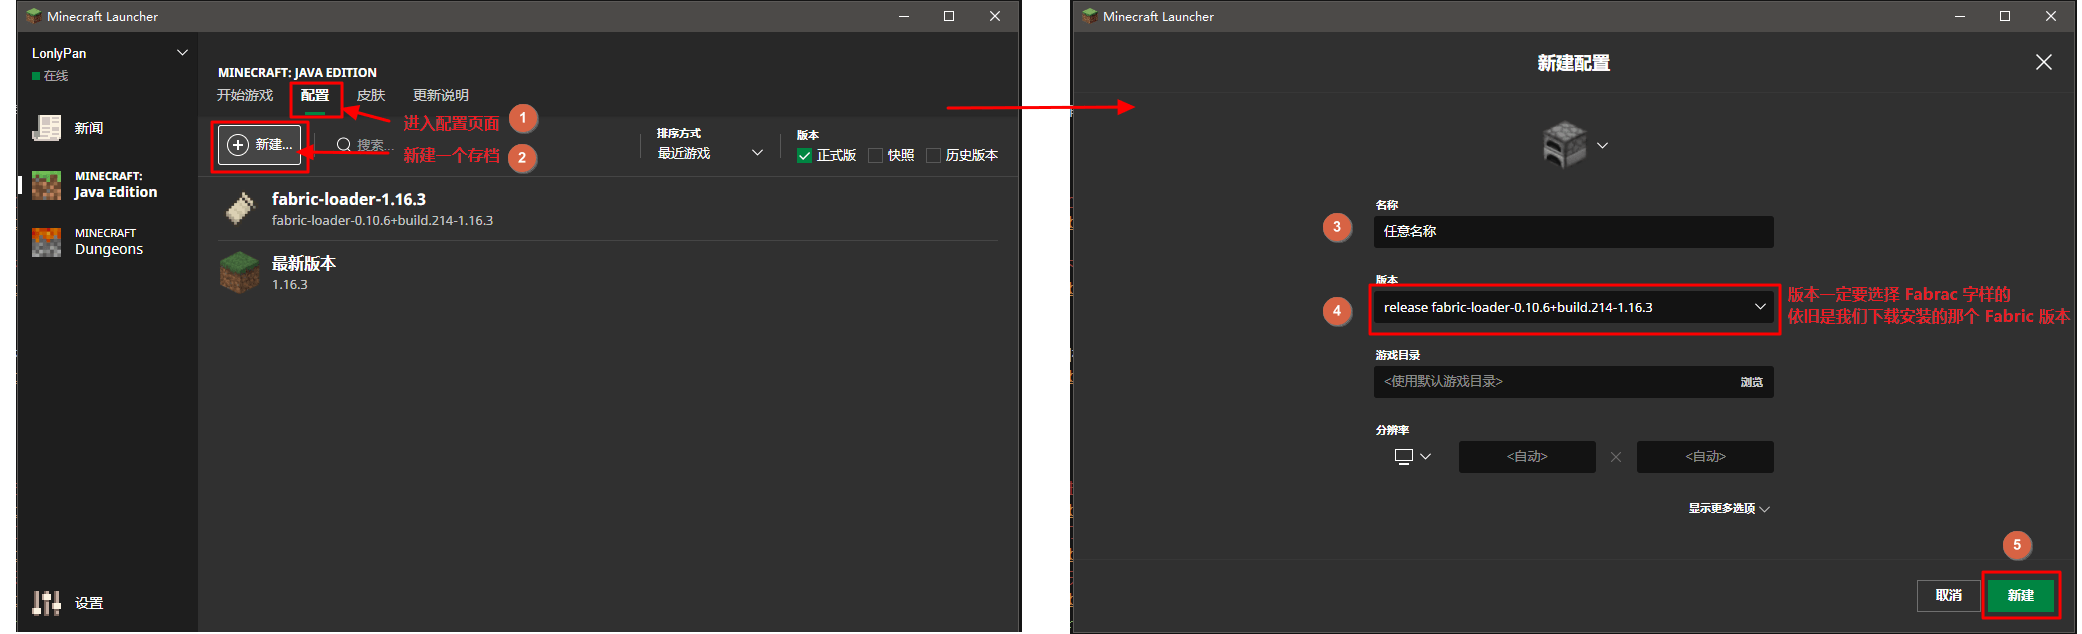 Minecraft Launcher
LonlyPan
在线
新闻
MINECRAFT:
Java Edition
MINECRAFT
Dungeons
设置
MINECRAFT: JAVA EDITION
开始游戏 配置 皮肤 更新说明
进入配置页面 1
新建... 搜索... 新建一个存档 2
排序方式
最近游戏
版本
正式版 快照 历史版本
fabric-loader-1.16.3
fabric-loader-0.10.6+build.214-1.16.3
最新版本
1.16.3
Minecraft Launcher
新建配置
名称
3 任意名称
版本
4 release fabric-loader-0.10.6+build.214-1.16.3
版本一定要选择 Fabrac 字样的
依旧是我们下载安装的那个 Fabric 版本
游戏目录
<使用默认游戏目录> 浏览
分辨率
<自动> <自动>
显示更多选项
5
取消 新建